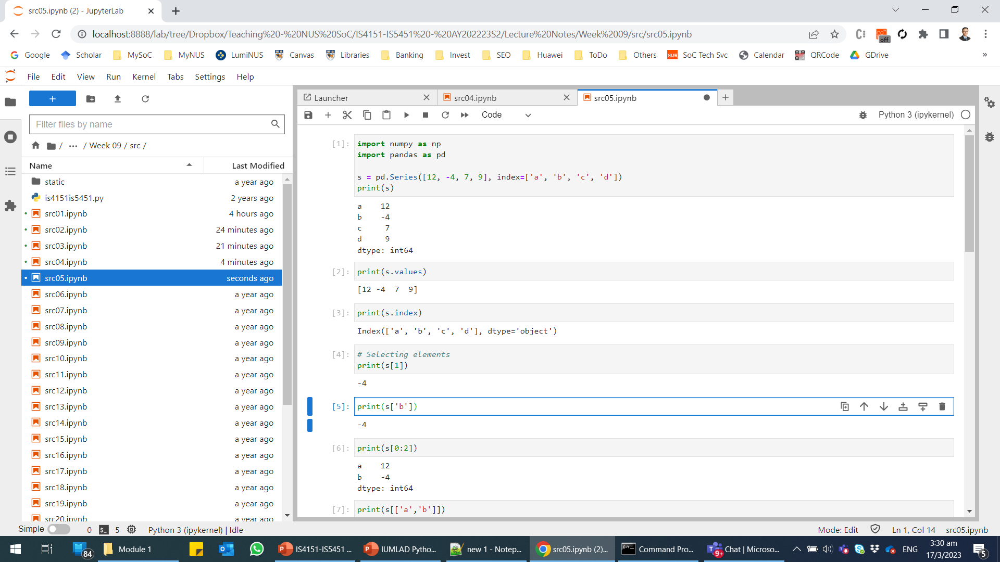 src05.ipynb (2) - JupyterLab
localhost:8888/lab/tree/Dropbox/Teaching%20-%20NUS%20SoC/IS4151-IS5451%20-%20AY202223S2/Lecture%20Notes/Week%2009/src/src05.ipynb
off
Google Scholar MySoC MyNUS LumiNUS Canvas Libraries Banking Invest SEO Huawei ToDo Others NUS SoC Tech Svc Calendar QRCode GDrive »
File Edit View Run Kernel Tabs Settings Help
Filter files by name
/ ... / Week 09 / src /
Name Last Modified
static a year ago
is4151is5451.py 2 years ago
src01.ipynb 4 hours ago
src02.ipynb 24 minutes ago
src03.ipynb 21 minutes ago
src04.ipynb 4 minutes ago
src05.ipynb seconds ago
src06.ipynb a year ago
src07.ipynb a year ago
src08.ipynb a year ago
src09.ipynb a year ago
src10.ipynb a year ago
src11.ipynb a year ago
src12.ipynb a year ago
src13.ipynb a year ago
src14.ipynb a year ago
src15.ipynb a year ago
src16.ipynb a year ago
src17.ipynb a year ago
src18.ipynb a year ago
src19.ipynb a year ago
src20.ipynb a year ago
Launcher src04.ipynb src05.ipynb
Code Python 3 (ipykernel)
[1]: import numpy as np
import pandas as pd
s = pd.Series([12, -4, 7, 9], index=['a', 'b', 'c', 'd'])
print(s)
a 12
b -4
c 7
d 9
dtype: int64
[2]: print(s.values)
[12 -4 7 9]
[3]: print(s.index)
Index(['a', 'b', 'c', 'd'], dtype='object')
[4]: # Selecting elements
print(s[1])
-4
[5]: print(s['b'])
-4
[6]: print(s[0:2])
a 12
b -4
dtype: int64
[7]: print(s[['a','b']])
Simple 0 $_ 5 Python 3 (ipykernel) | Idle Mode: Edit Ln 1, Col 14 src05.ipynb
84 Module 1 IS4151-IS5451 ... IUMLAD Pytho... new 1 - Notep... src05.ipynb (2)... Command Pro... 9+ Chat | Microso... ENG 3:30 am
17/3/2023
5